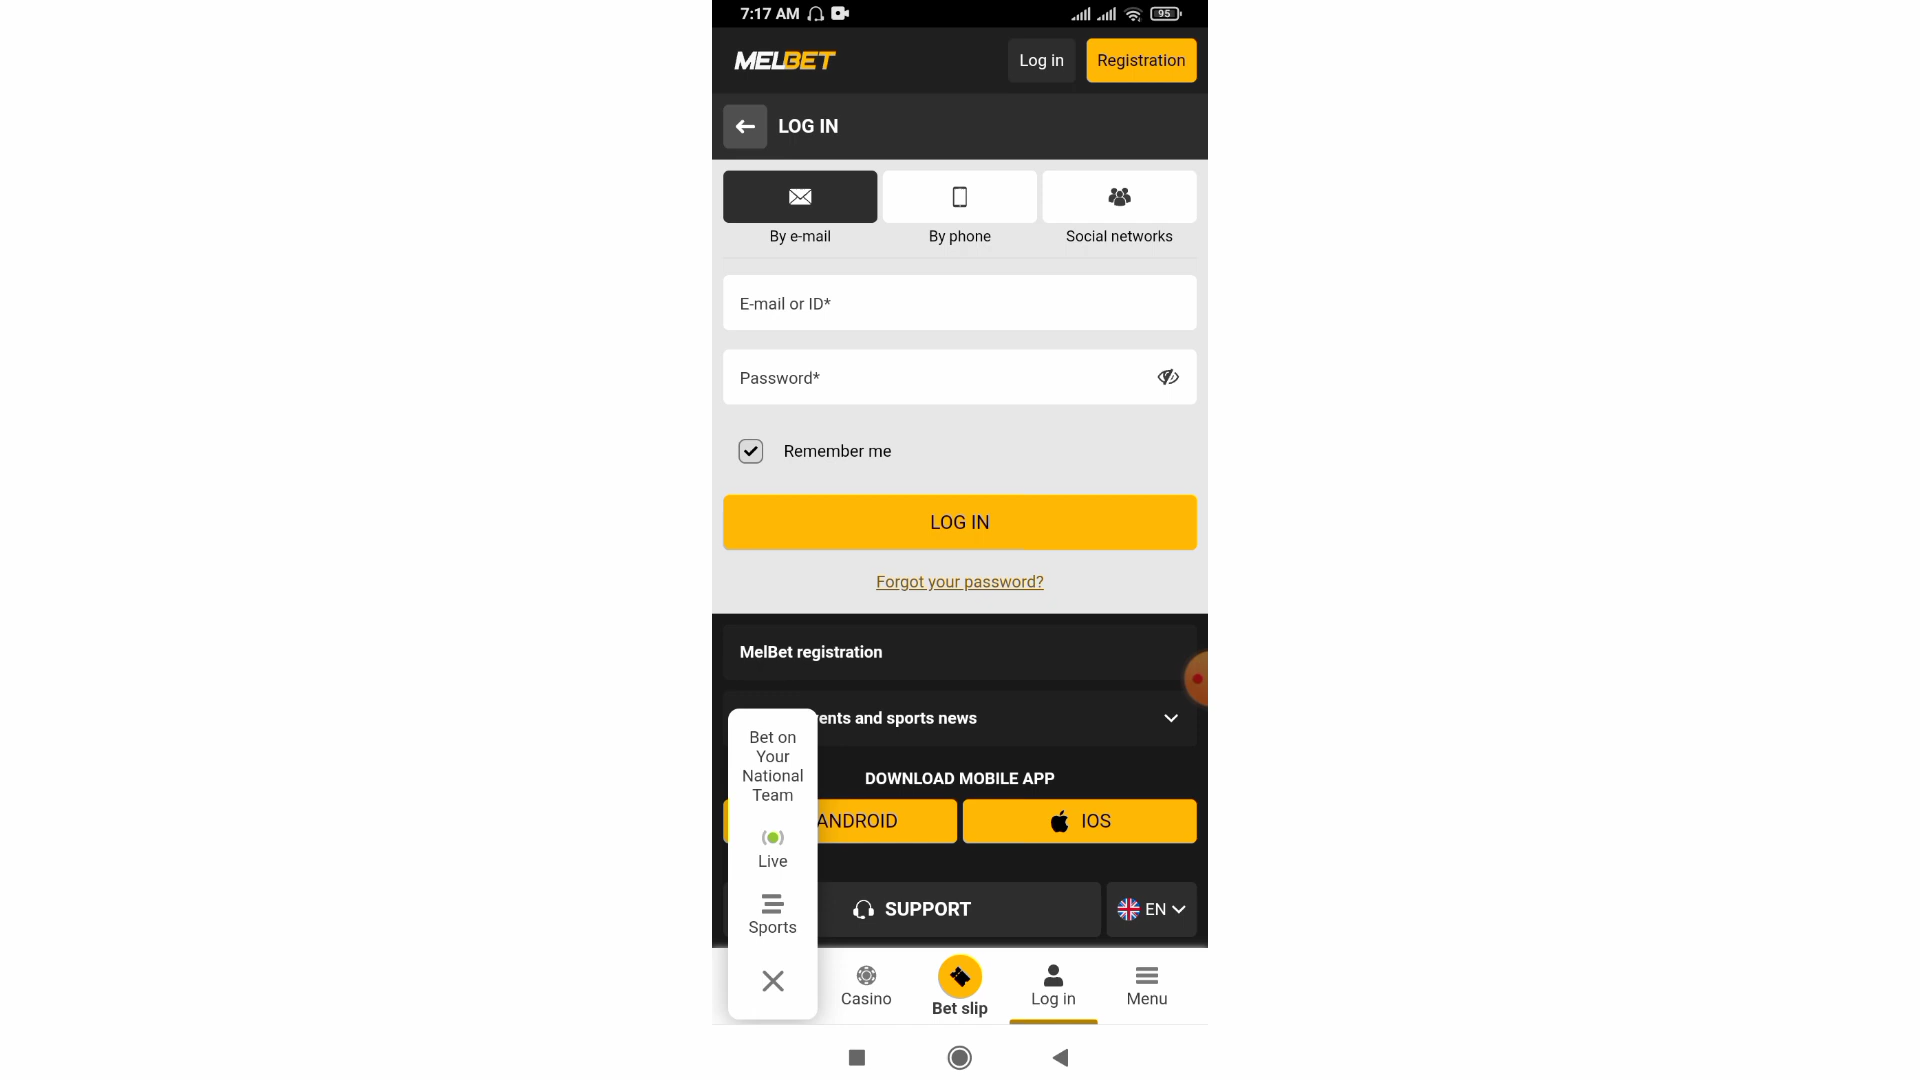 7:17 AM
95
MELBET
Log in
Registration
LOG IN
By e-mail
By phone
Social networks
E-mail or ID*
Password*
Remember me
LOG IN
Forgot your password?
MelBet registration
ents and sports news
Bet on
Your
National
Team
Live
Sports
DOWNLOAD MOBILE APP
ANDROID
IOS
SUPPORT
EN
Casino
Bet slip
Log in
Menu